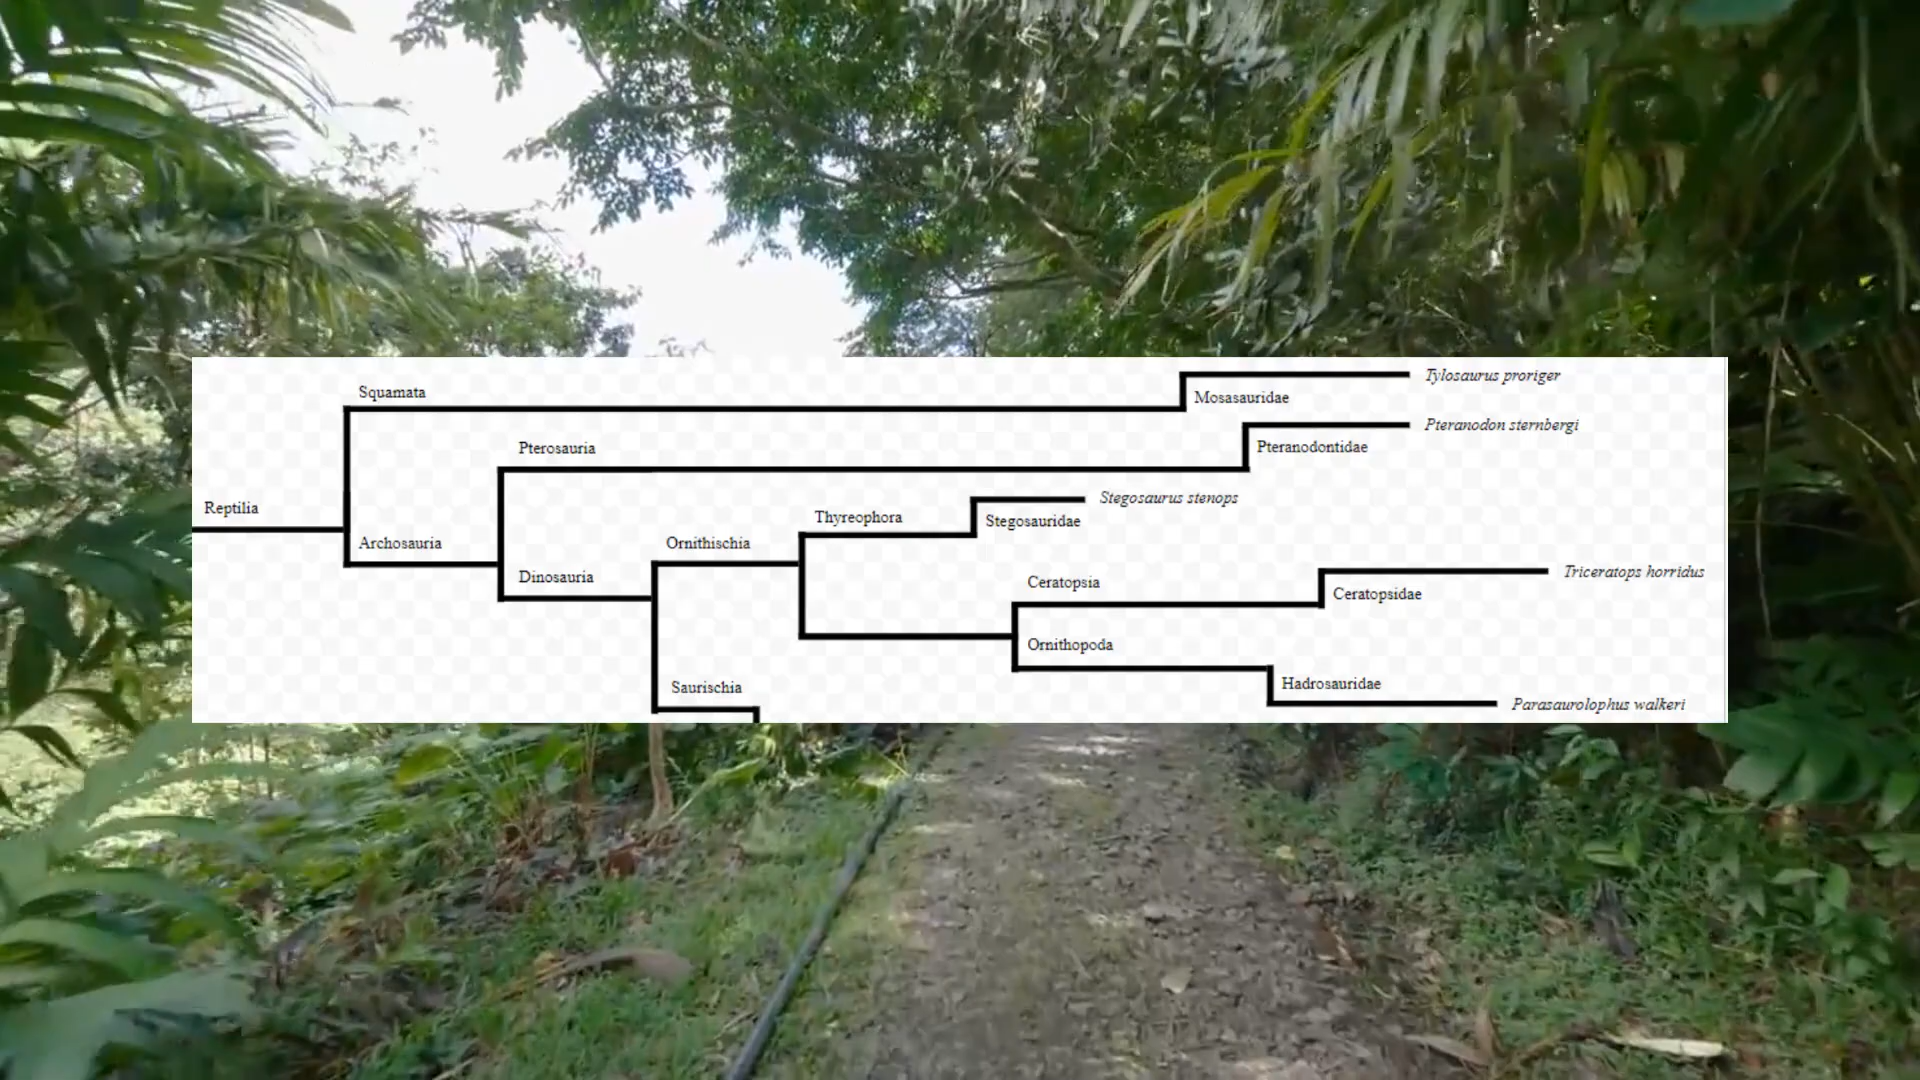 Squamata
Tylosaurus proriger
Mosasauridae
Pteranodon sternbergi
Pterosauria
Pteranodontidae
Stegosaurus stenops
Reptilia
Thyreophora
Stegosauridae
Archosauria
Ornithischia
Dinosauria
Ceratopsia
Triceratops horridus
Ceratopsidae
Ornithopoda
Saurischia
Hadrosauridae
Parasaurolophus walkeri